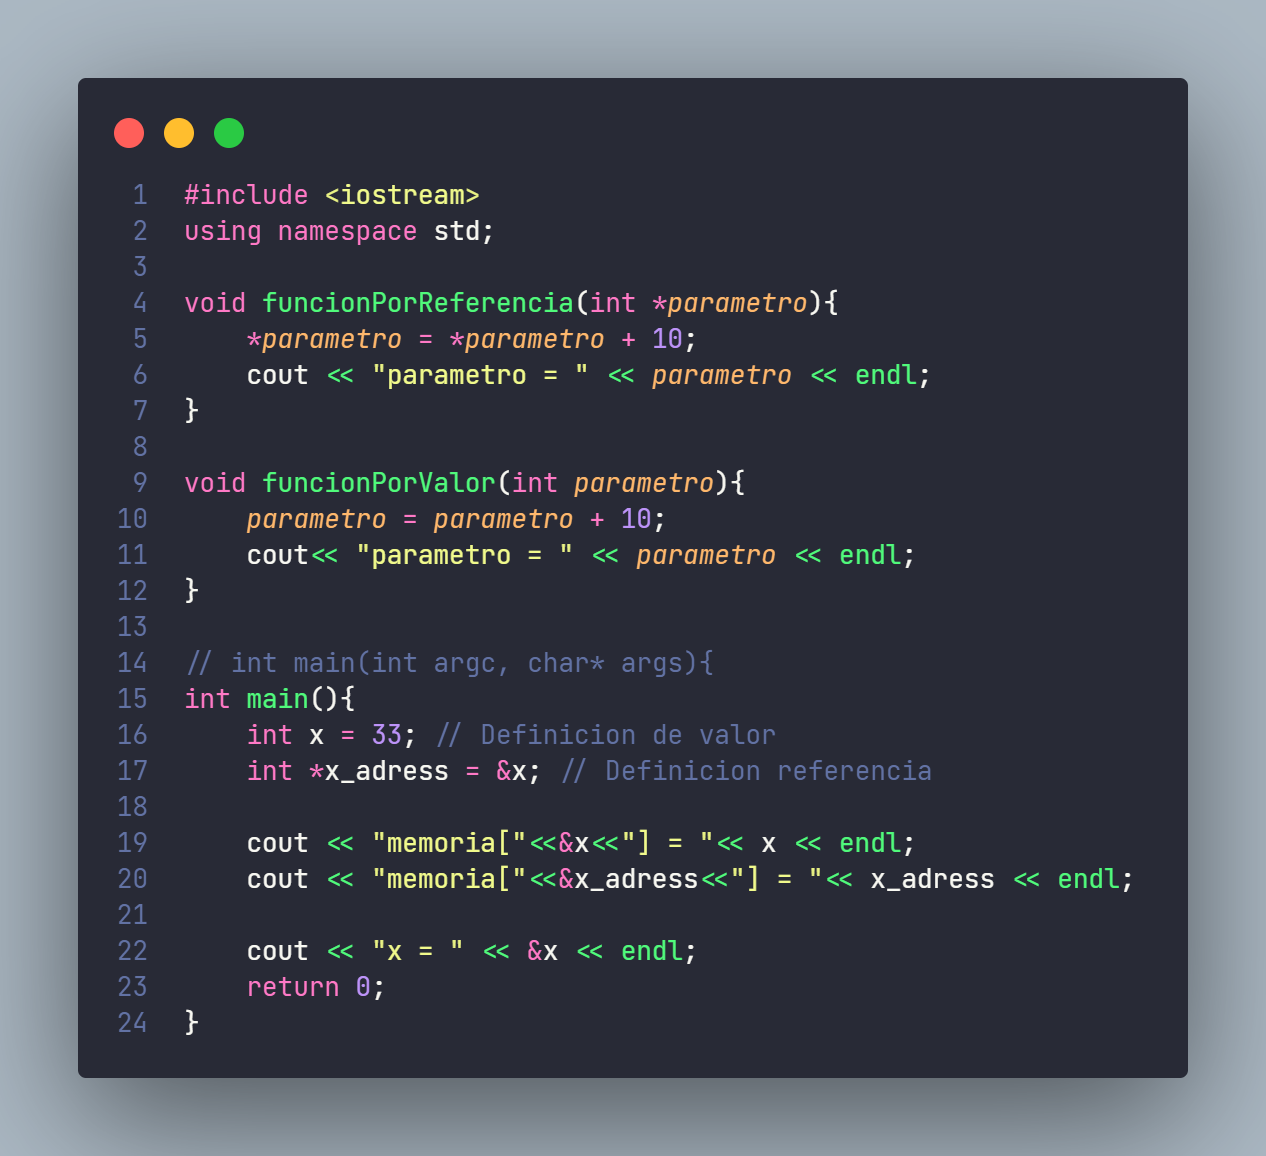 1 #include <iostream>
2 using namespace std;
3
4 void funcionPorReferencia(int *parametro){
5     *parametro = *parametro + 10;
6     cout << "parametro = " << parametro << endl;
7 }
8
9 void funcionPorValor(int parametro){
10     parametro = parametro + 10;
11     cout<< "parametro = " << parametro << endl;
12 }
13
14 // int main(int argc, char* args){
15 int main(){
16     int x = 33; // Definicion de valor
17     int *x_adress = &x; // Definicion referencia
18
19     cout << "memoria["<<&x<<"] = "<< x << endl;
20     cout << "memoria["<<&x_adress<<"] = "<< x_adress << endl;
21
22     cout << "x = " << &x << endl;
23     return 0;
24 }